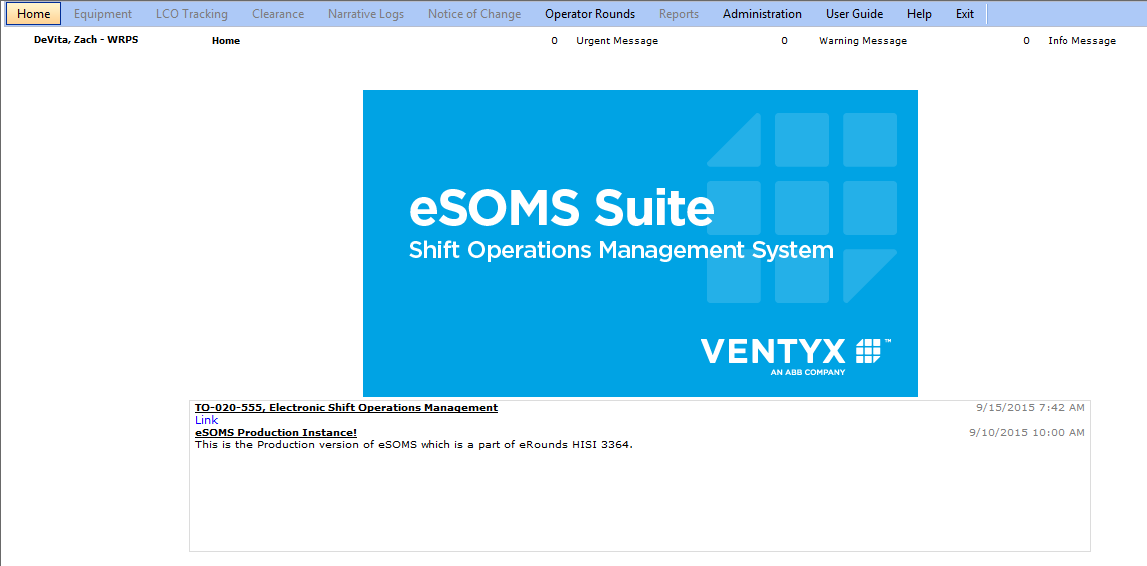 Home Equipment LCO Tracking Clearance Narrative Logs Notice of Change Operator Rounds Reports Administration User Guide Help Exit
DeVita, Zach - WRPS Home 0 Urgent Message 0 Warning Message 0 Info Message
eSOMS Suite
Shift Operations Management System
VENTYX ™
AN ABB COMPANY
TO-020-555, Electronic Shift Operations Management 9/15/2015 7:42 AM
Link
eSOMS Production Instance! 9/10/2015 10:00 AM
This is the Production version of eSOMS which is a part of eRounds HISI 3364.